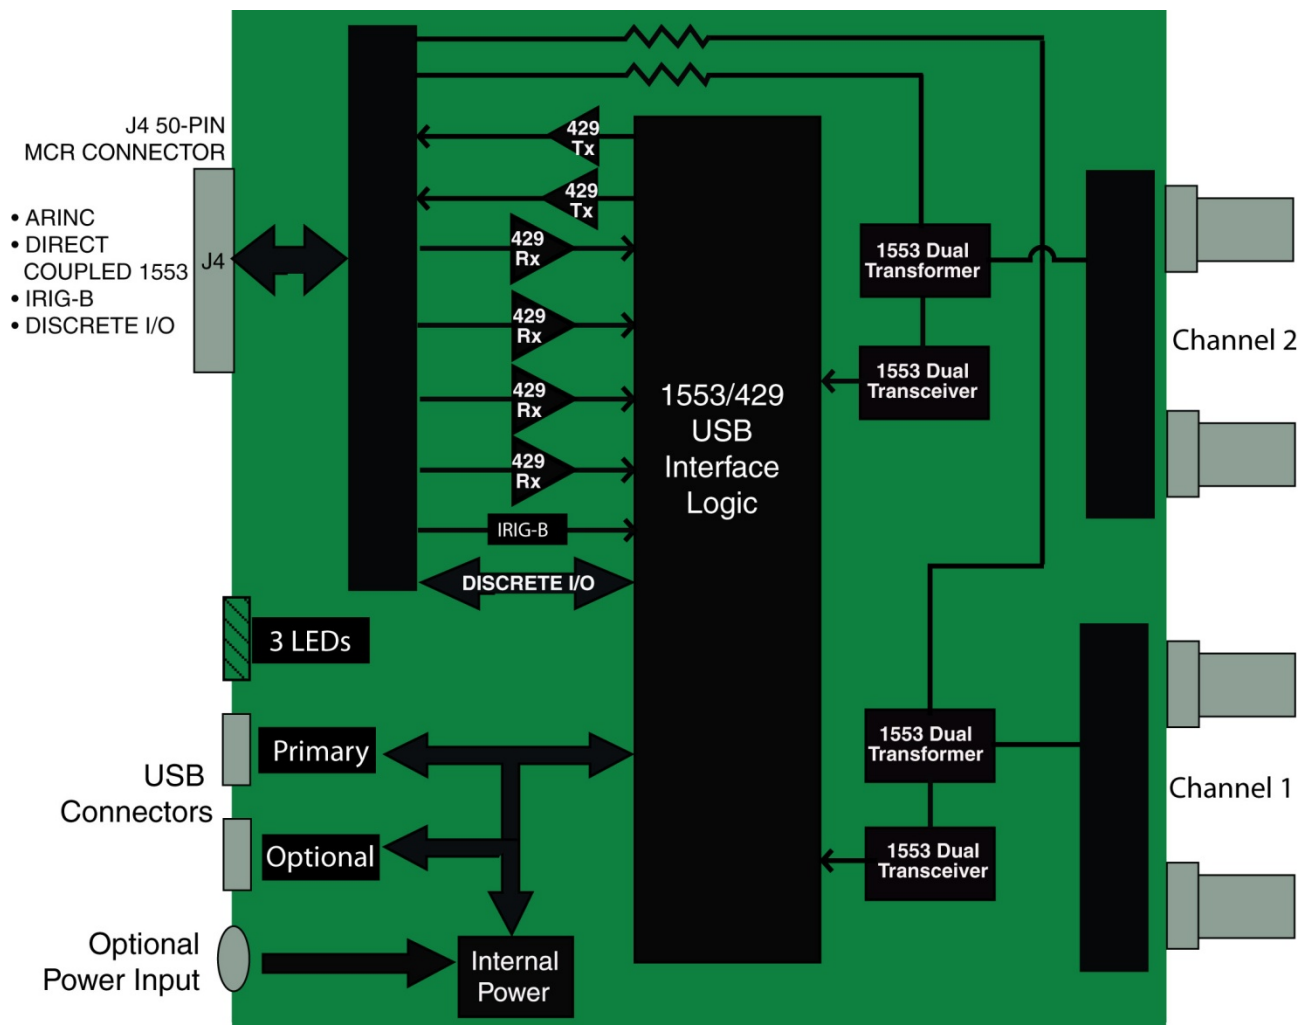 J4 50-PIN
MCR CONNECTOR
• ARINC
• DIRECT
COUPLED 1553
• IRIG-B
• DISCRETE I/O
J4
429
Tx
429
Tx
429
Rx
429
Rx
429
Rx
429
Rx
IRIG-B
DISCRETE I/O
1553/429
USB
Interface
Logic
1553 Dual
Transformer
1553 Dual
Transceiver
Channel 2
3 LEDs
Primary
USB
Connectors
Optional
Optional
Power Input
Internal
Power
1553 Dual
Transformer
1553 Dual
Transceiver
Channel 1